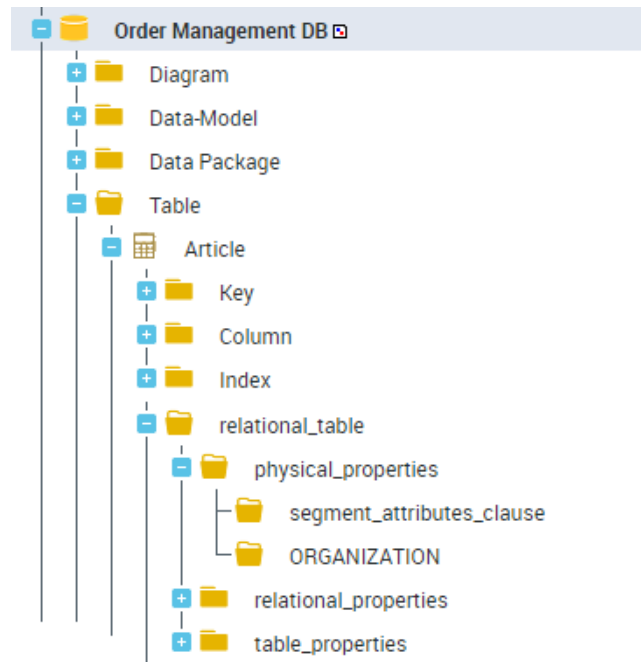 Order Management DB
Diagram
Data-Model
Data Package
Table
Article
Key
Column
Index
relational_table
physical_properties
segment_attributes_clause
ORGANIZATION
relational_properties
table_properties